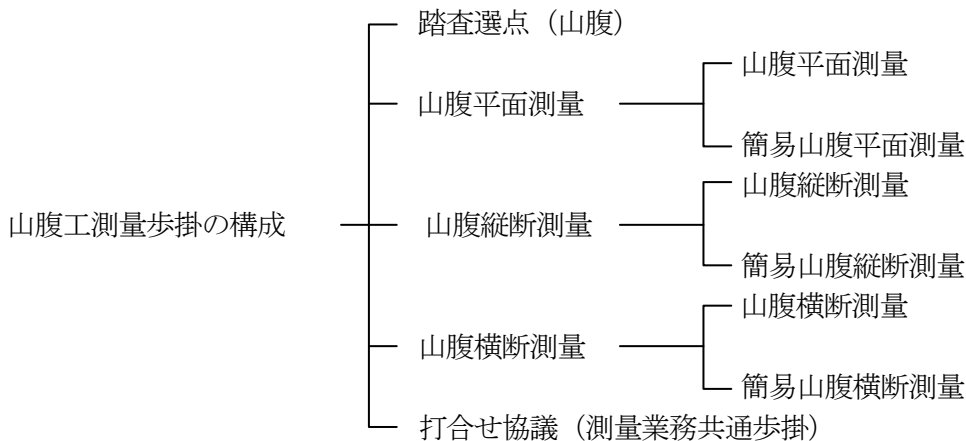 踏査選点（山腹）
山腹平面測量
山腹平面測量
簡易山腹平面測量
山腹工測量歩掛の構成
山腹縦断測量
山腹縦断測量
簡易山腹縦断測量
山腹横断測量
山腹横断測量
簡易山腹横断測量
打合せ協議（測量業務共通歩掛）